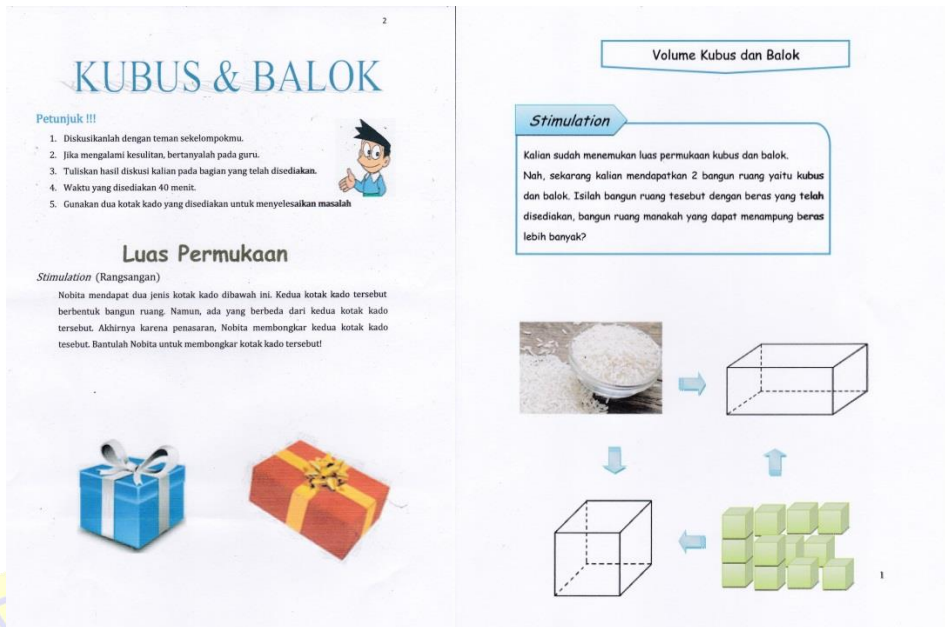 2
KUBUS & BALOK
Petunjuk !!!
1. Diskusikanlah dengan teman sekelompokmu.
2. Jika mengalami kesulitan, bertanyalah pada guru.
3. Tuliskan hasil diskusi kalian pada bagian yang telah disediakan.
4. Waktu yang disediakan 40 menit.
5. Gunakan dua kotak kado yang disediakan untuk menyelesaikan masalah
Luas Permukaan
Stimulation (Rangsangan)
Nobita mendapat dua jenis kotak kado dibawah ini. Kedua kotak kado tersebut
berbentuk bangun ruang. Namun, ada yang berbeda dari kedua kotak kado
tersebut. Akhirnya karena penasaran, Nobita membongkar kedua kotak kado
tesebut. Bantulah Nobita untuk membongkar kotak kado tersebut!
Volume Kubus dan Balok
Stimulation
Kalian sudah menemukan luas permukaan kubus dan balok.
Nah, sekarang kalian mendapatkan 2 bangun ruang yaitu kubus
dan balok. Isilah bangun ruang tesebut dengan beras yang telah
disediakan, bangun ruang manakah yang dapat menampung beras
lebih banyak?
1